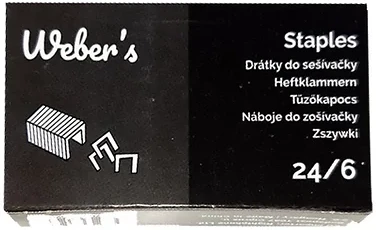 Weber's
Staples
Drátky do sešívačky
Heftklammern
Tűzőkapocs
Náboje do zošívačky
Zszywki
24/6